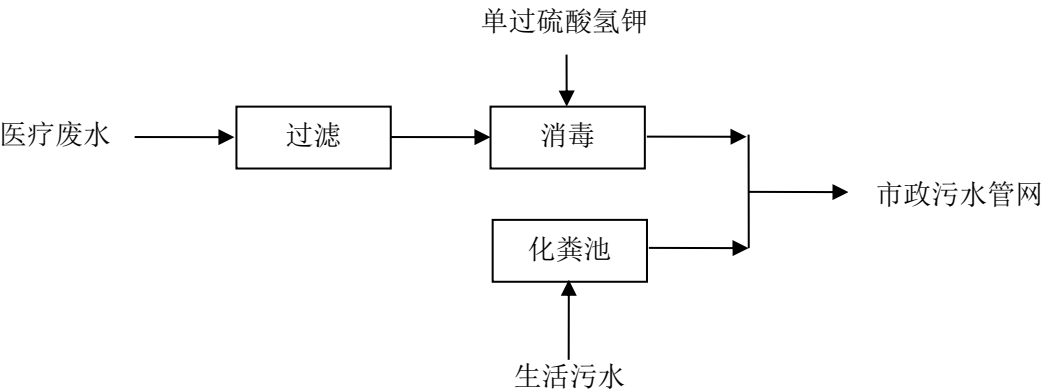 单过硫酸氢钾
医疗废水
过滤
消毒
市政污水管网
化粪池
生活污水